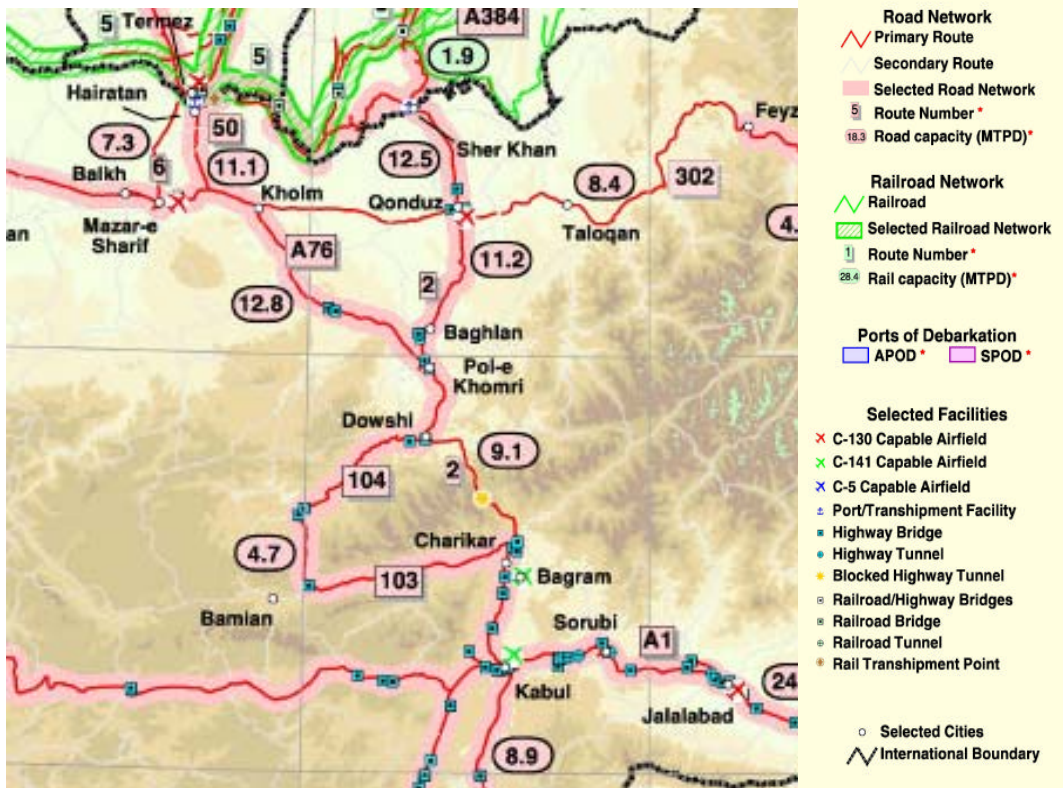 5
Termez
5
A384
1.9
Hairatan
50
7.3
11.1
6
12.5
Sher Khan
Feyz
Balkh
Kholm
Qonduz
8.4
302
Taloqan
Mazar-e
Sharif
an
A76
4.
11.2
2
12.8
Baghlan
Pol-e
Khomri
Dowshi
9.1
2
104
Charikar
4.7
103
Bagram
Bamian
Sorubi
A1
Kabul
24
Jalalabad
8.9
Road Network
Primary Route
Secondary Route
Selected Road Network
5 Route Number *
18.3 Road capacity (MTPD)*
Railroad Network
Railroad
Selected Railroad Network
1 Route Number *
28.4 Rail capacity (MTPD)*
Ports of Debarkation
APOD * SPOD *
Selected Facilities
C-130 Capable Airfield
C-141 Capable Airfield
C-5 Capable Airfield
Port/Transhipment Facility
Highway Bridge
Highway Tunnel
Blocked Highway Tunnel
Railroad/Highway Bridges
Railroad Bridge
Railroad Tunnel
Rail Transhipment Point
Selected Cities
International Boundary